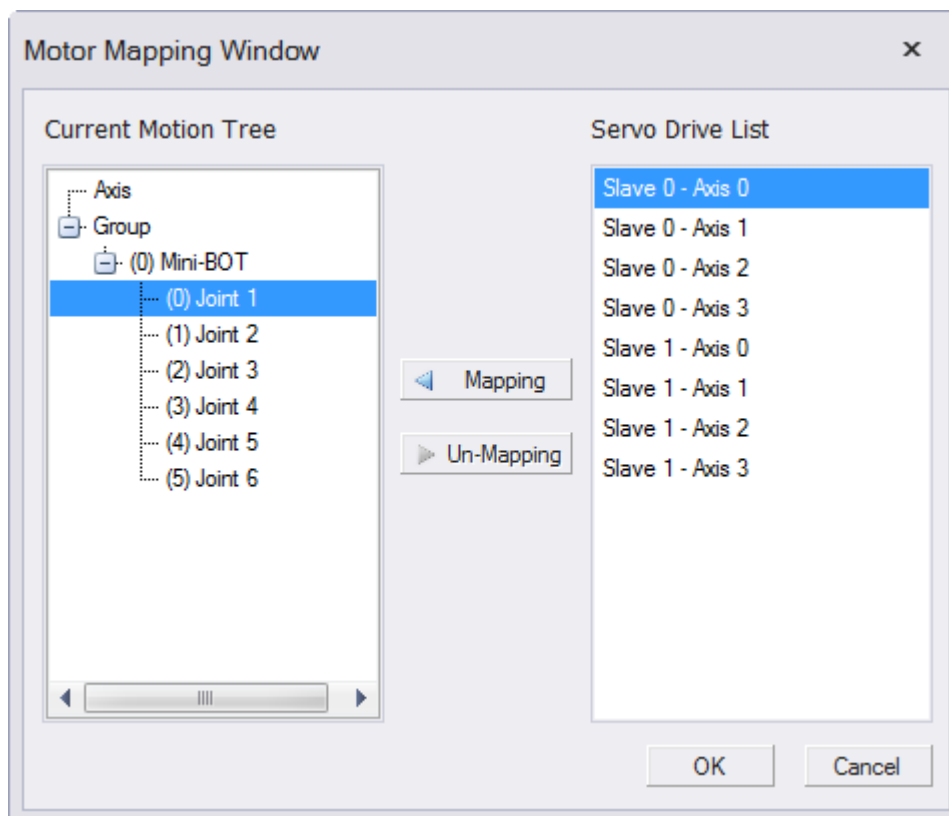 Motor Mapping Window
Current Motion Tree
Axis
Group
(0) Mini-BOT
(0) Joint 1
(1) Joint 2
(2) Joint 3
(3) Joint 4
(4) Joint 5
(5) Joint 6
Mapping
Un-Mapping
Servo Drive List
Slave 0 - Axis 0
Slave 0 - Axis 1
Slave 0 - Axis 2
Slave 0 - Axis 3
Slave 1 - Axis 0
Slave 1 - Axis 1
Slave 1 - Axis 2
Slave 1 - Axis 3
OK
Cancel